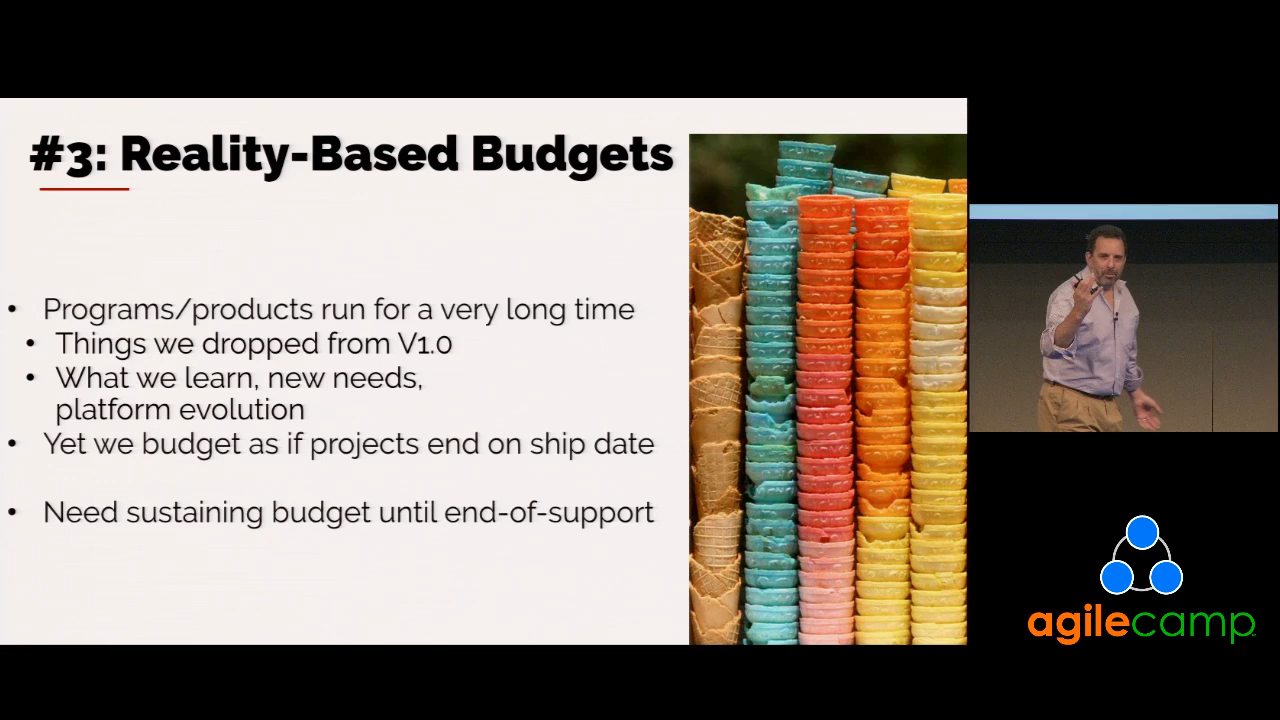 #3: Reality-Based Budgets
• Programs/products run for a very long time
• Things we dropped from V1.0
• What we learn, new needs,
platform evolution
• Yet we budget as if projects end on ship date
• Need sustaining budget until end-of-support
agilecamp